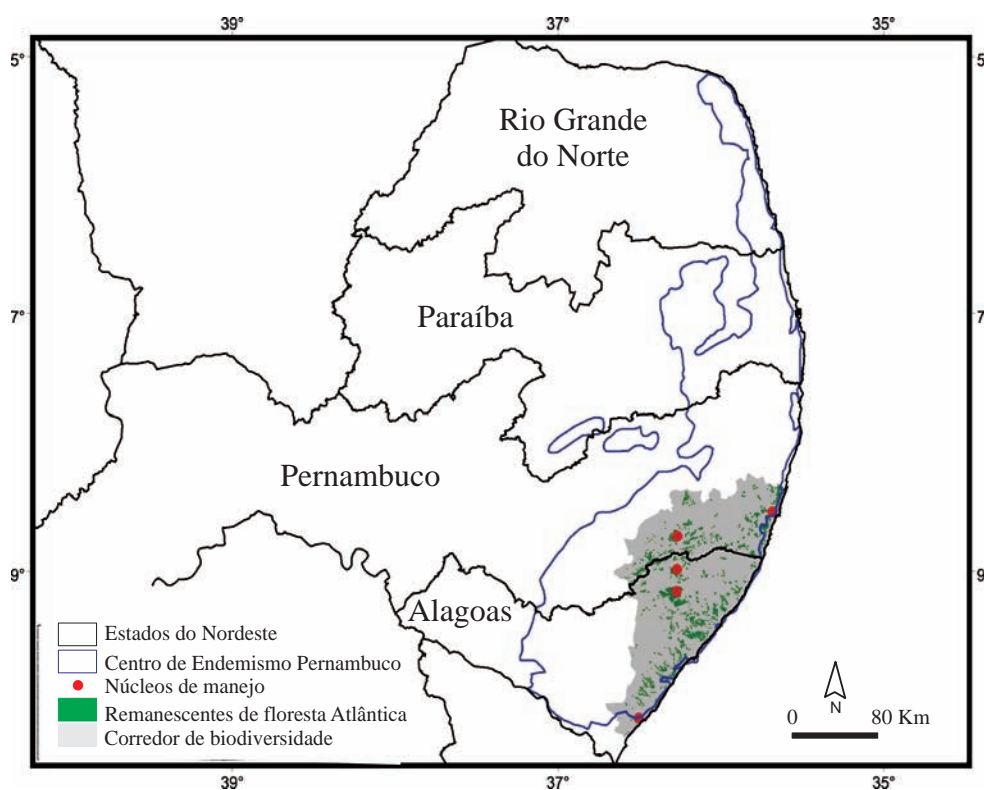 39°
37°
35°
5°
5°
Rio Grande
do Norte
7°
7°
Paraíba
Pernambuco
9°
9°
Alagoas
Estados do Nordeste
Centro de Endemismo Pernambuco
Núcleos de manejo
Remanescentes de floresta Atlântica
Corredor de biodiversidade
N
0 80 Km
39°
37°
35°